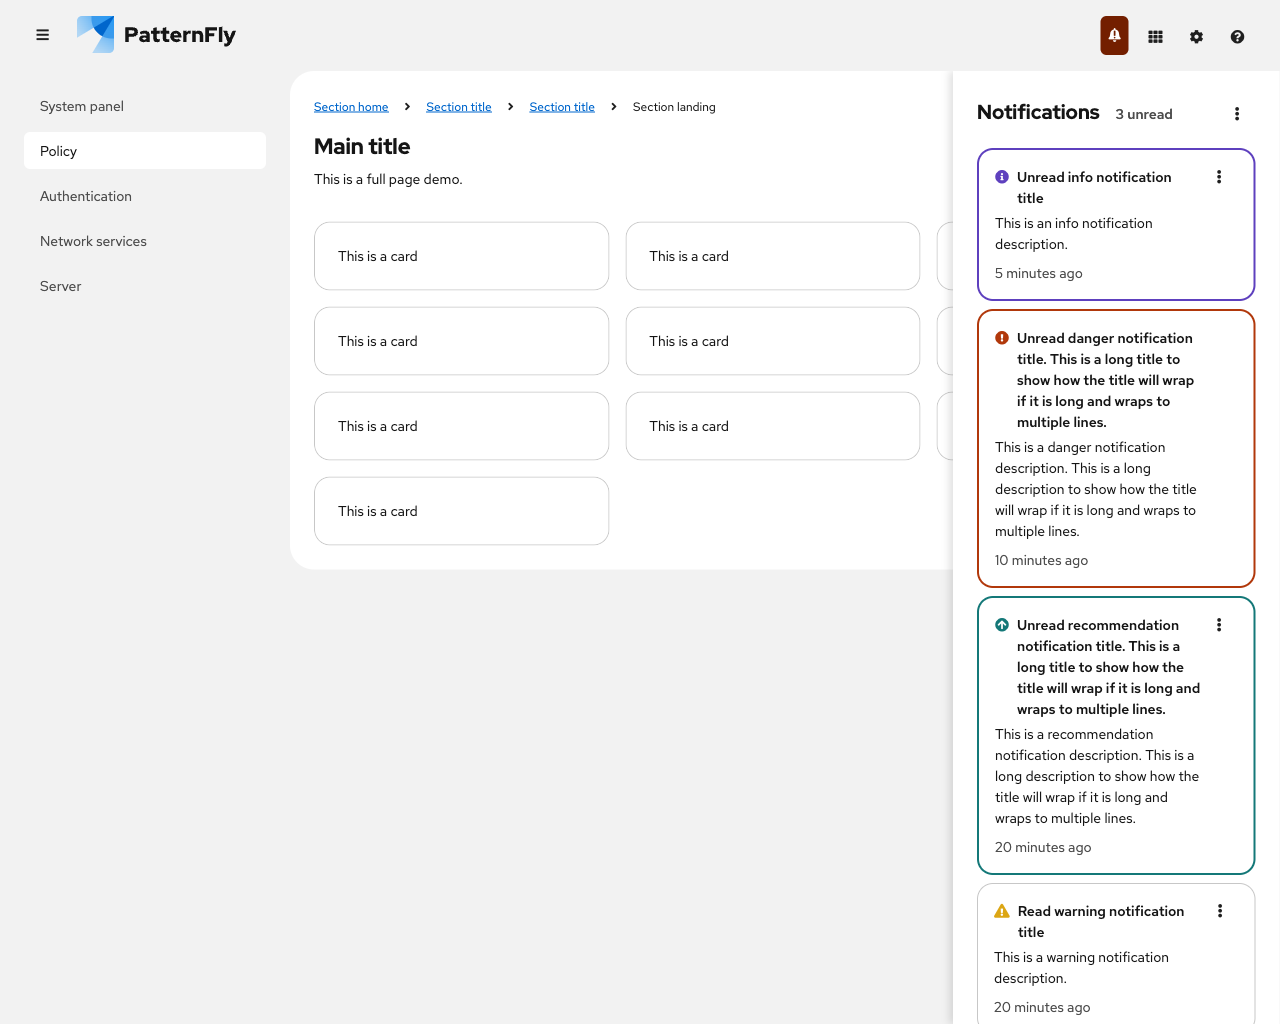 PatternFly
System panel
Policy
Authentication
Network services
Server
Section home
Section title
Section title
Section landing
Main title
This is a full page demo.
This is a card
This is a card
This is a card
This is a card
This is a card
This is a card
This is a card
Notifications
3 unread
Unread info notification
title
This is an info notification
description.
5 minutes ago
Unread danger notification
title. This is a long title to
show how the title will wrap
if it is long and wraps to
multiple lines.
This is a danger notification
description. This is a long
description to show how the title
will wrap if it is long and wraps to
multiple lines.
10 minutes ago
Unread recommendation
notification title. This is a
long title to show how the
title will wrap if it is long and
wraps to multiple lines.
This is a recommendation
notification description. This is a
long description to show how the
title will wrap if it is long and
wraps to multiple lines.
20 minutes ago
Read warning notification
title
This is a warning notification
description.
20 minutes ago